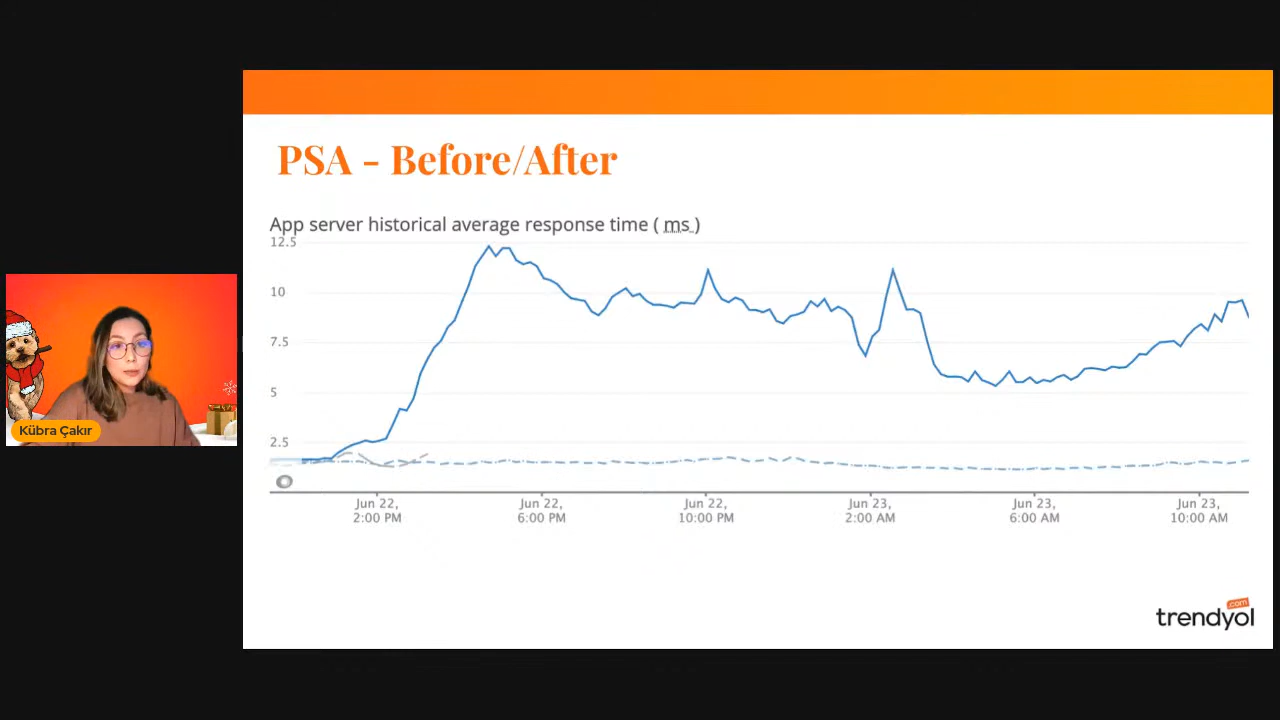 PSA - Before/After
App server historical average response time ( ms )
12.5
10
7.5
5
2.5
Jun 22,
2:00 PM
Jun 22,
6:00 PM
Jun 22,
10:00 PM
Jun 23,
2:00 AM
Jun 23,
6:00 AM
Jun 23,
10:00 AM
Kübra Çakır
.com
trendyol